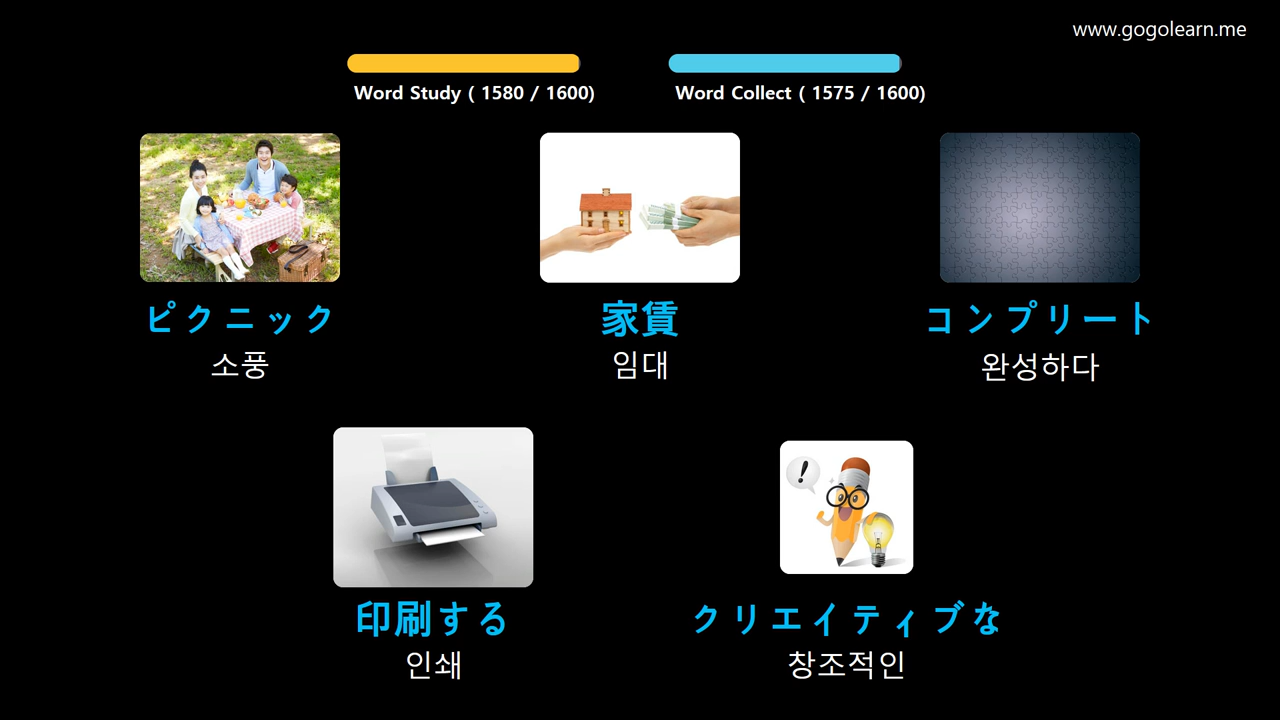 www.gogolearn.me
Word Study ( 1580 / 1600)
Word Collect ( 1575 / 1600)
ピクニック
소풍
家賃
임대
コンプリート
완성하다
印刷する
인쇄
クリエイティブな
창조적인